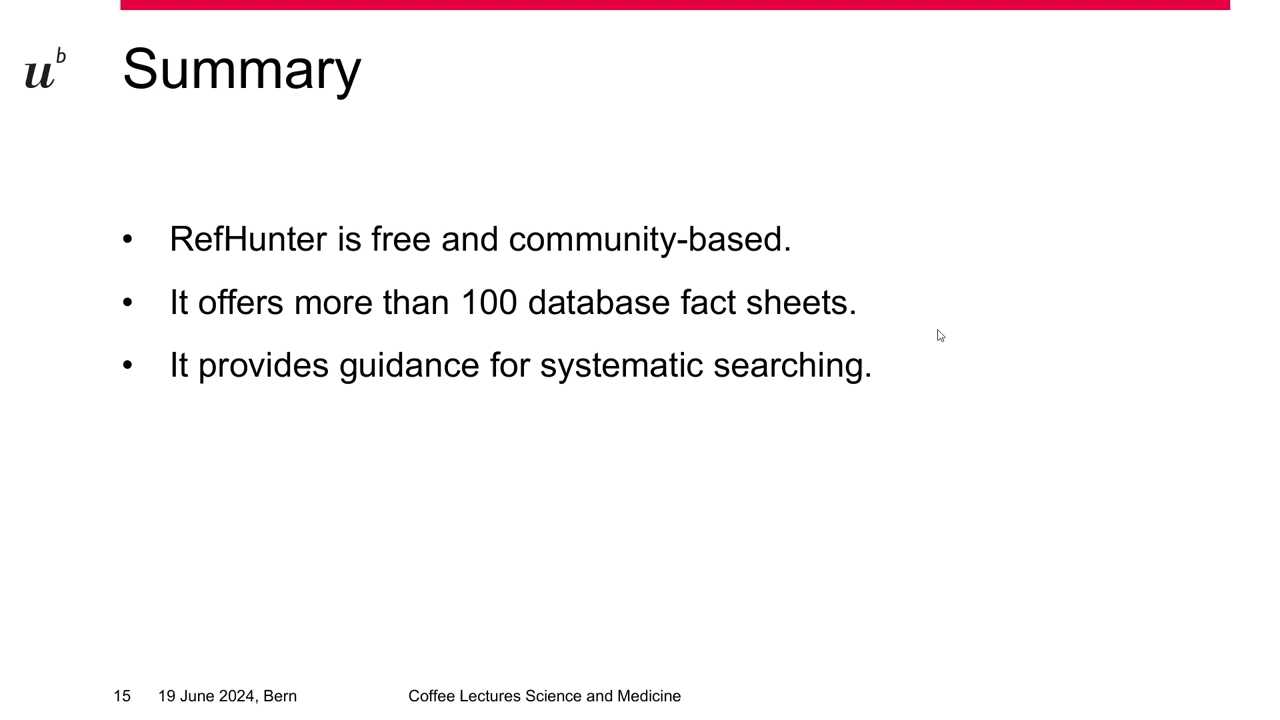 u b
Summary
• RefHunter is free and community-based.
• It offers more than 100 database fact sheets.
• It provides guidance for systematic searching.
15 19 June 2024, Bern Coffee Lectures Science and Medicine